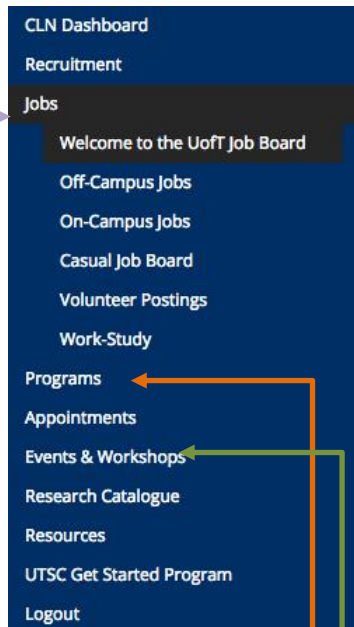 CLN Dashboard
Recruitment
Jobs
Welcome to the UofT Job Board
Off-Campus Jobs
On-Campus Jobs
Casual Job Board
Volunteer Postings
Work-Study
Programs
Appointments
Events & Workshops
Research Catalogue
Resources
UTSC Get Started Program
Logout